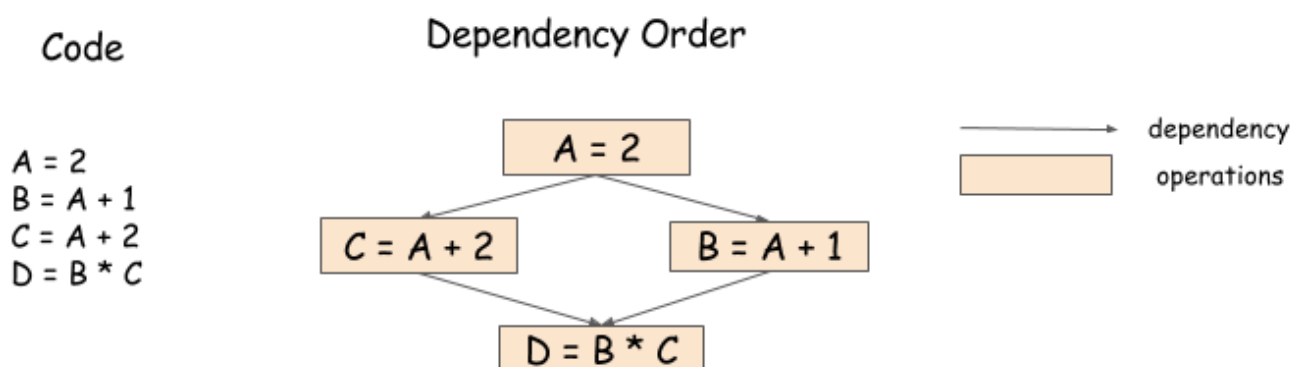 Code
Dependency Order
A = 2
B = A + 1
C = A + 2
D = B * C
A = 2
C = A + 2
B = A + 1
D = B * C
dependency
operations